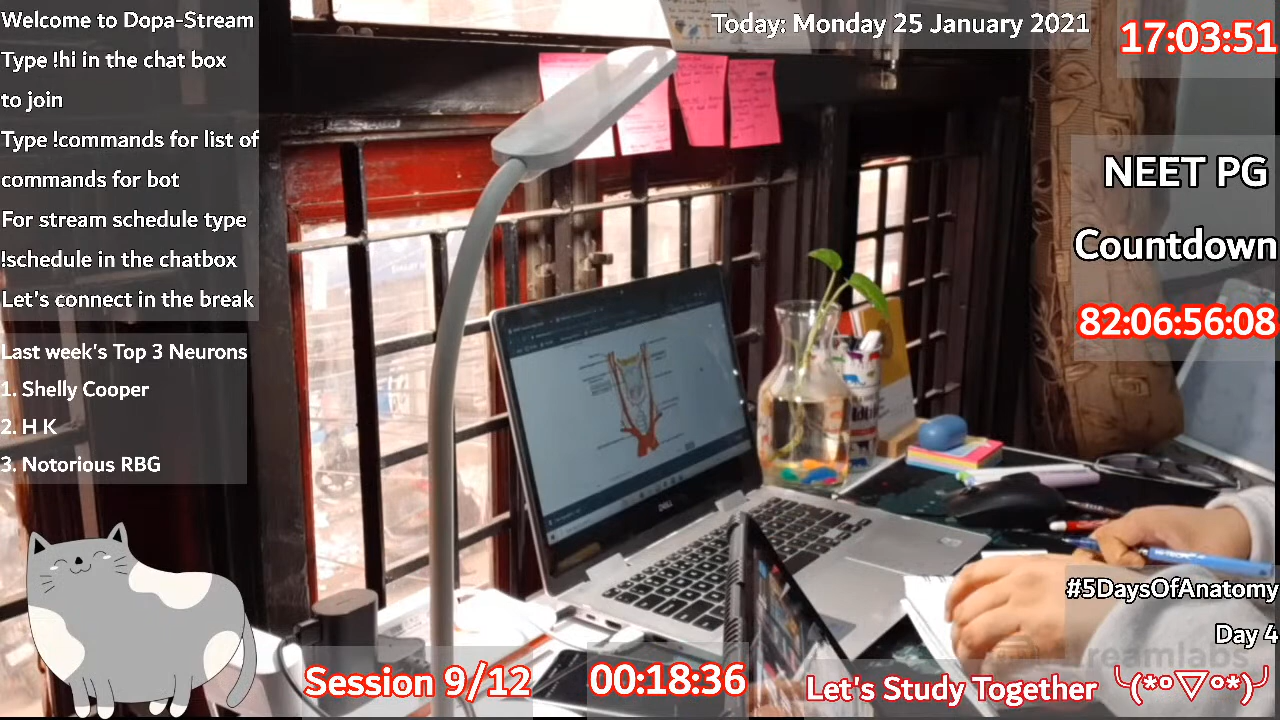 Welcome to Dopa-Stream
Type !hi in the chat box
to join
Type !commands for list of
commands for bot
For stream schedule type
!schedule in the chatbox
Let's connect in the break
Last week's Top 3 Neurons
1. Shelly Cooper
2. H K
3. Notorious RBG
Today: Monday 25 January 2021
17:03:51
NEET PG
Countdown
82:06:56:08
DELL
#5DaysOfAnatomy
Day 4
Session 9/12
00:18:36
Let's Study Together ╰(*°▽°*)╯